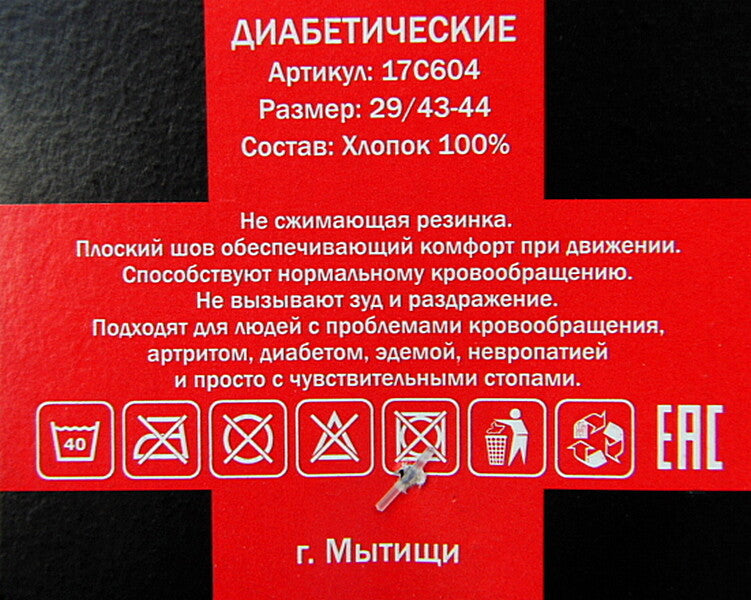 ДИАБЕТИЧЕСКИЕ
Артикул: 17С604
Размер: 29/43-44
Состав: Хлопок 100%
Не сжимающая резинка.
Плоский шов обеспечивающий комфорт при движении.
Способствуют нормальному кровообращению.
Не вызывают зуд и раздражение.
Подходят для людей с проблемами кровообращения,
артритом, диабетом, эдемой, невропатией
и просто с чувствительными стопами.
40
ЕАС
г. Мытищи